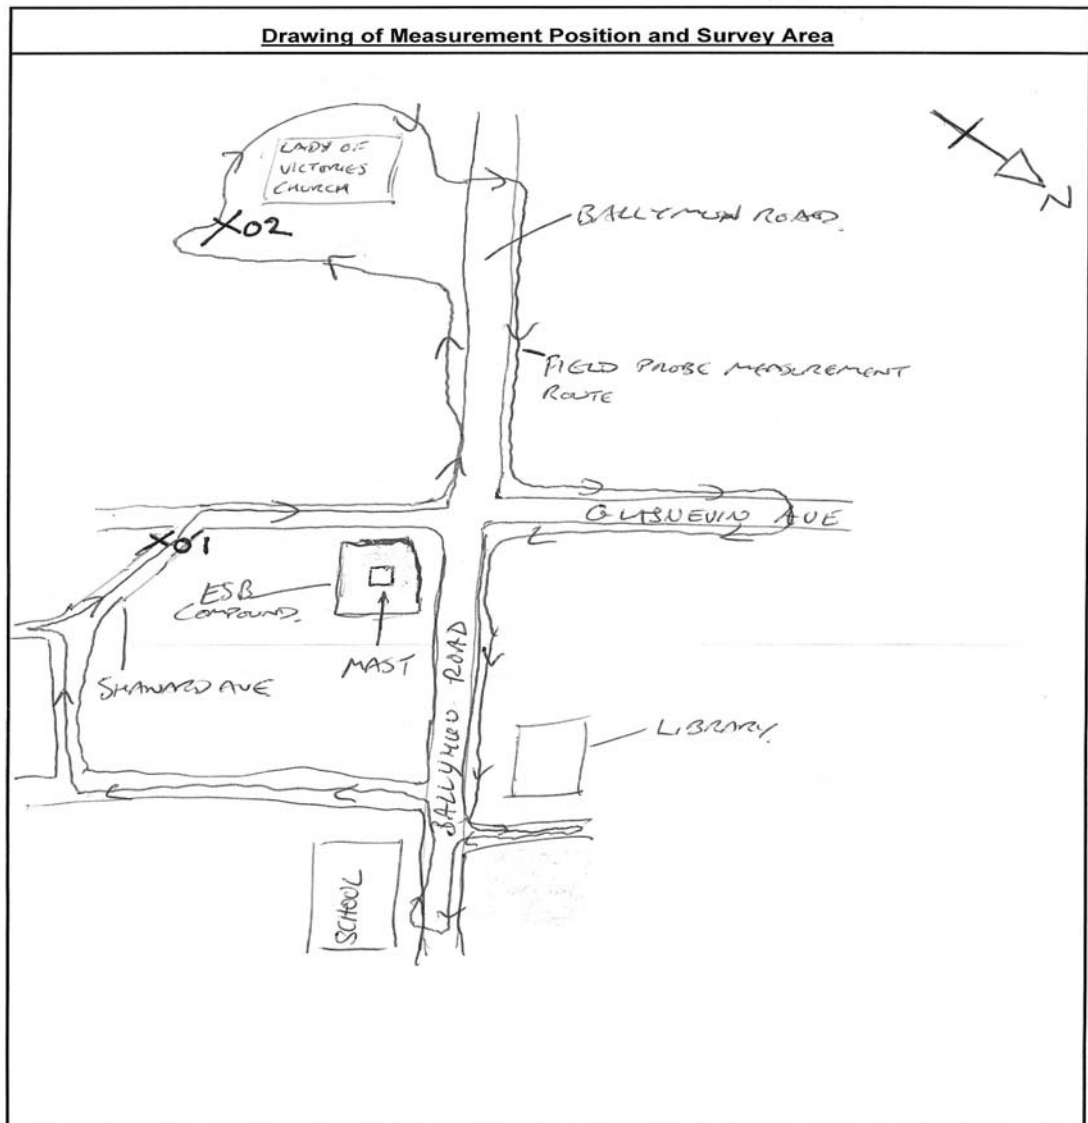 Drawing of Measurement Position and Survey Area
LADY OF
VICTORIES
CHURCH
N
X02
BALLYMUN ROAD.
FIELD PROBE MEASUREMENT
ROUTE
GLASNEVIN AVE
X01
ESB
COMPOUND.
MAST
SHANARD AVE
BALLYMUN ROAD
LIBRARY.
SCHOOL